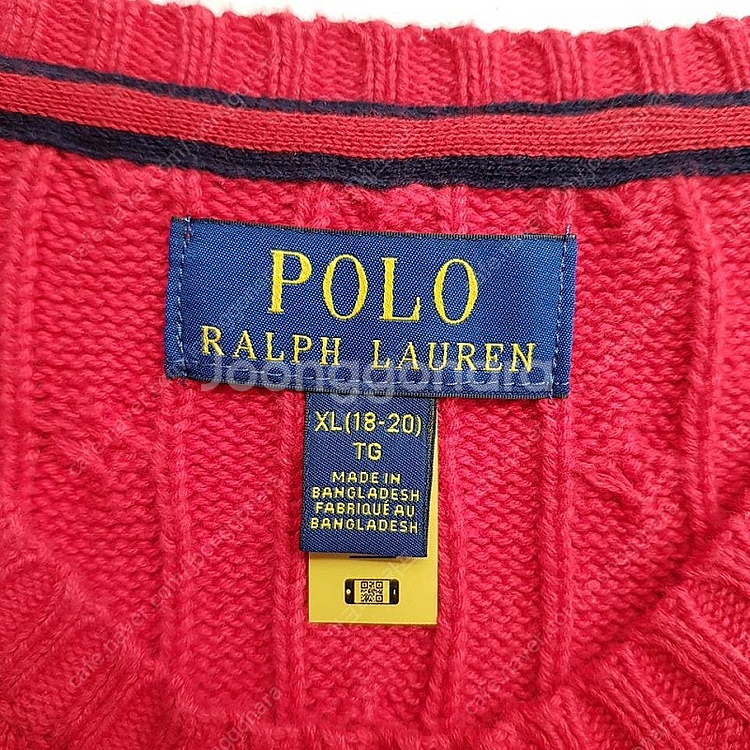 POLO
RALPH LAUREN
Joonggonara
XL(18-20)
TG
MADE IN
BANGLADESH
FABRIQUÉ AU
BANGLADESH